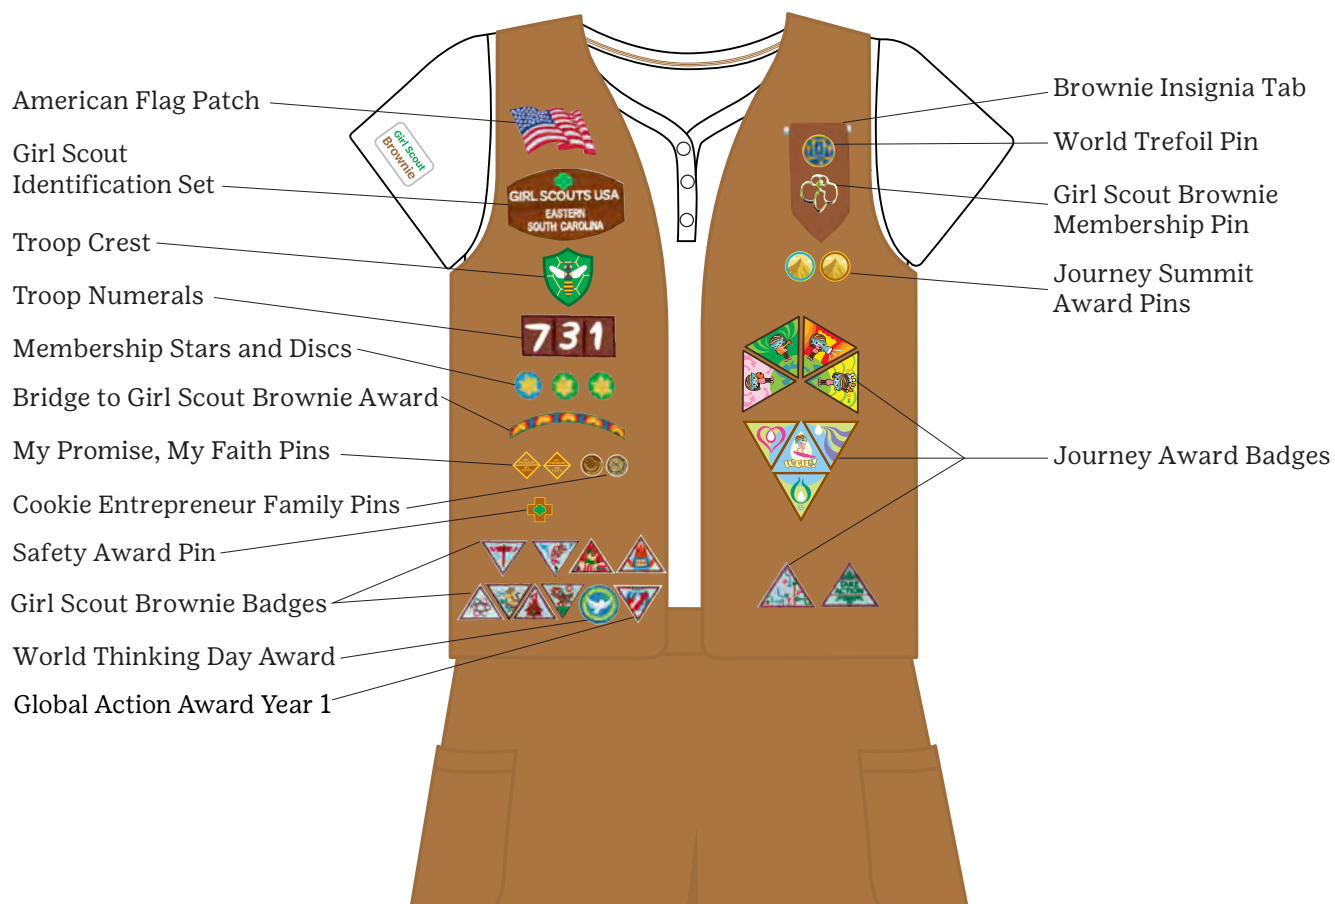 American Flag Patch
Girl Scout
Identification Set
Troop Crest
Troop Numerals
Membership Stars and Discs
Bridge to Girl Scout Brownie Award
My Promise, My Faith Pins
Cookie Entrepreneur Family Pins
Safety Award Pin
Girl Scout Brownie Badges
World Thinking Day Award
Global Action Award Year 1
Girl Scout
Brownie
GIRL SCOUTS USA
EASTERN
SOUTH CAROLINA
731
wow!
TAKE
ACTION
Brownie Insignia Tab
World Trefoil Pin
Girl Scout Brownie
Membership Pin
Journey Summit
Award Pins
Journey Award Badges